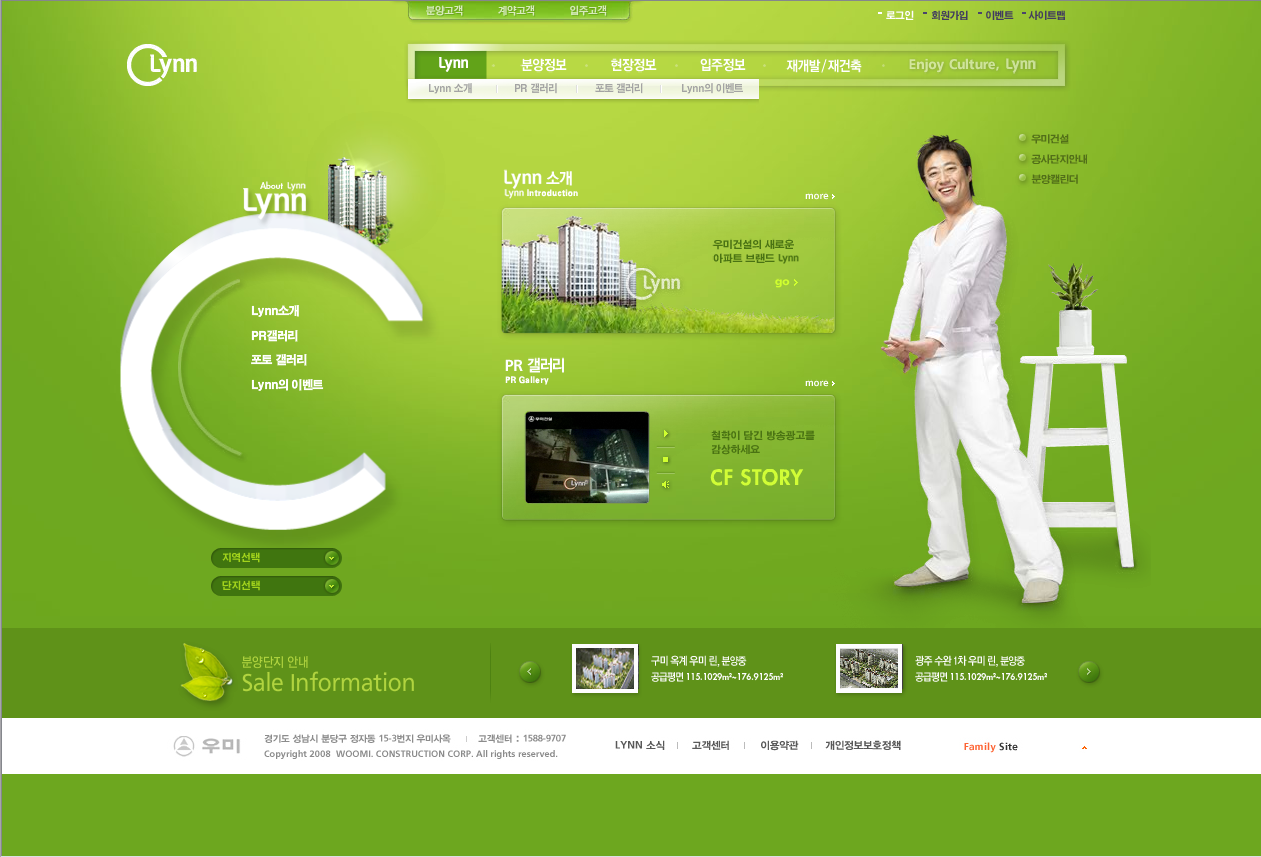 분양고객 계약고객 입주고객
로그인 회원가입 이벤트 사이트맵
Lynn
Lynn 분양정보 현장정보 입주정보 재개발/재건축 Enjoy Culture, Lynn
Lynn 소개 PR 갤러리 포토 갤러리 Lynn의 이벤트
우미건설
공사단지안내
분양캘린더
About Lynn
Lynn
Lynn소개
PR갤러리
포토 갤러리
Lynn의 이벤트
지역선택
단지선택
Lynn 소개
Lynn Introduction
more
우미건설의 새로운
아파트 브랜드 Lynn
go
Lynn
PR 갤러리
PR Gallery
more
우미건설
Lynn
철학이 담긴 방송광고를
감상하세요
CF STORY
분양단지 안내
Sale Information
구미 옥계 우미 린, 분양중
공급평면 115.1029m²~176.9125m²
광주 수완 1차 우미 린, 분양중
공급평면 115.1029m²~176.9125m²
우미
경기도 성남시 분당구 정자동 15-3번지 우미사옥 고객센터 : 1588-9707
Copyright 2008 WOOMI. CONSTRUCTION CORP. All rights reserved.
LYNN 소식 고객센터 이용약관 개인정보보호정책
Family Site